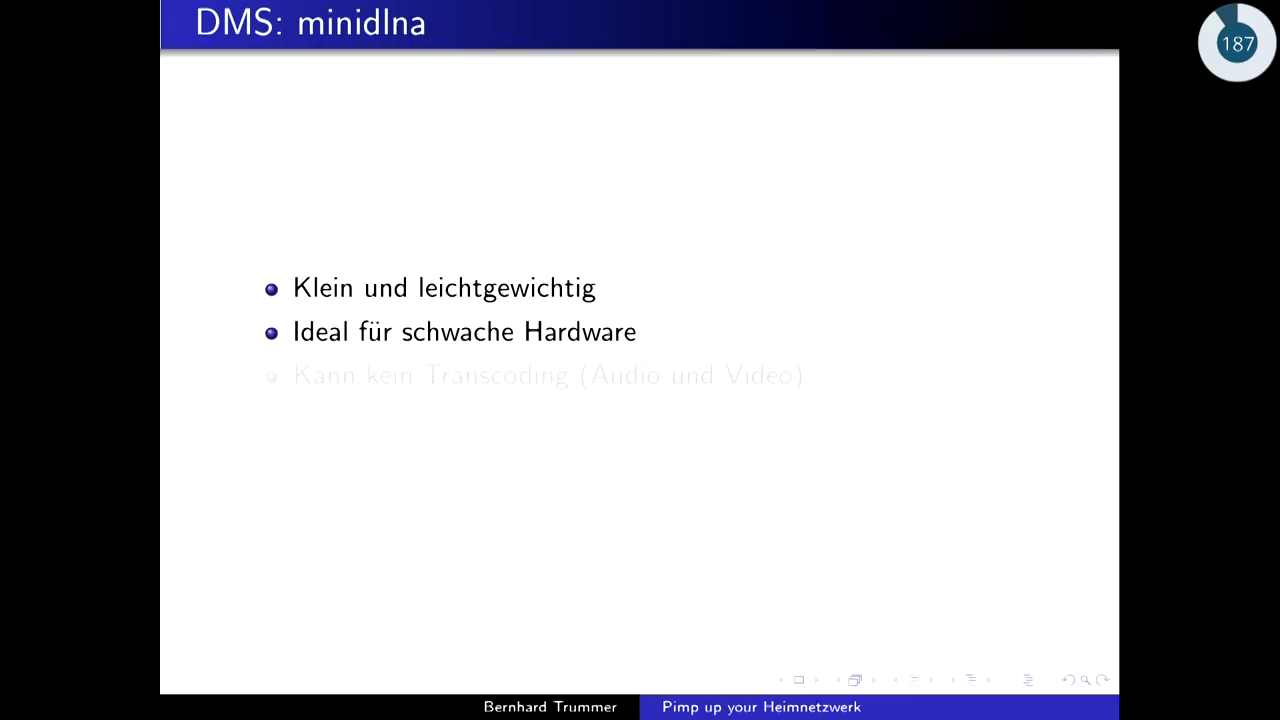 DMS: minidlna
187
Klein und leichtgewichtig
Ideal für schwache Hardware
Kann kein Transcoding (Audio und Video)
Bernhard Trummer
Pimp up your Heimnetzwerk